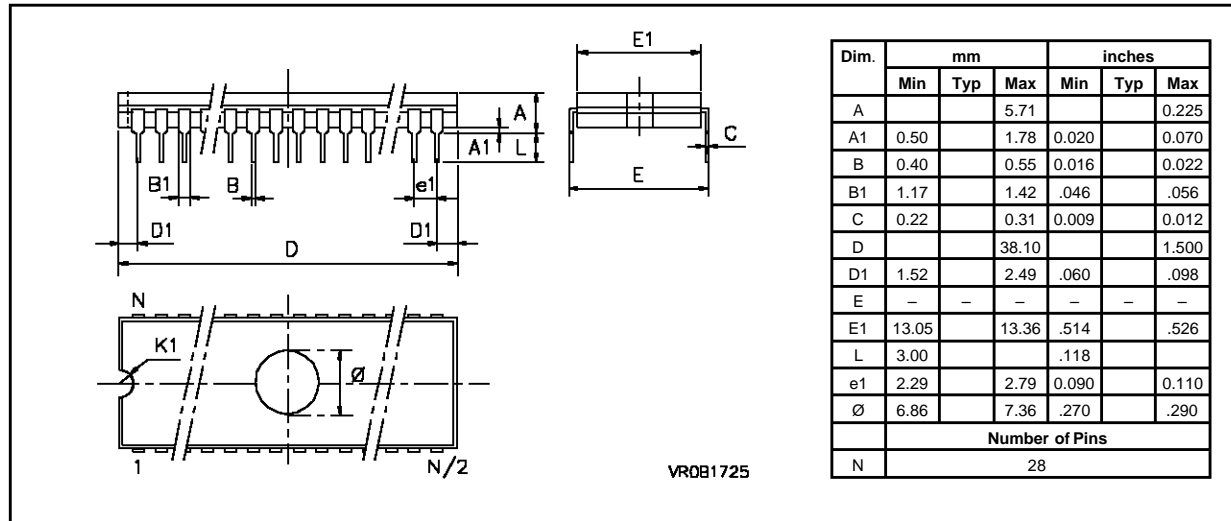 E1
A
A1
L
C
B1
B
e1
E
D1
D1
D
N
K1
Ø
1
N/2
VR0B1725
Dim. mm inches
Min Typ Max Min Typ Max
A 5.71 0.225
A1 0.50 1.78 0.020 0.070
B 0.40 0.55 0.016 0.022
B1 1.17 1.42 .046 .056
C 0.22 0.31 0.009 0.012
D 38.10 1.500
D1 1.52 2.49 .060 .098
E – – – – – –
E1 13.05 13.36 .514 .526
L 3.00 .118
e1 2.29 2.79 0.090 0.110
Ø 6.86 7.36 .270 .290
Number of Pins
N 28